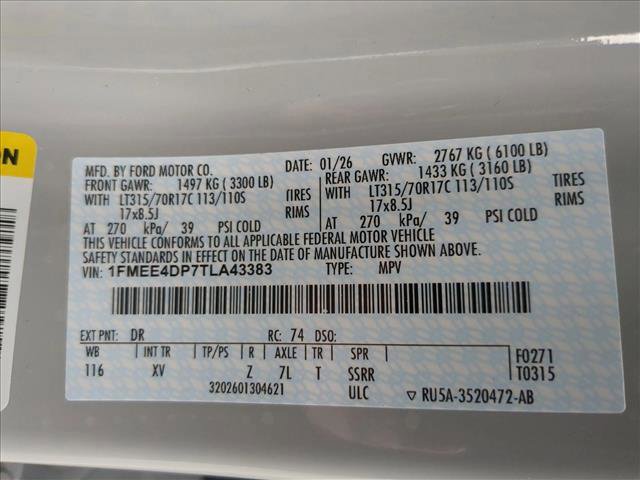 ON
MFD. BY FORD MOTOR CO. DATE: 01/26 GVWR: 2767 KG ( 6100 LB)
FRONT GAWR: 1497 KG ( 3300 LB) REAR GAWR: 1433 KG ( 3160 LB)
WITH LT315/70R17C 113/110S TIRES WITH LT315/70R17C 113/110S TIRES
17x8.5J RIMS 17x8.5J RIMS
AT 270 kPa/ 39 PSI COLD AT 270 kPa/ 39 PSI COLD
THIS VEHICLE CONFORMS TO ALL APPLICABLE FEDERAL MOTOR VEHICLE
SAFETY STANDARDS IN EFFECT ON THE DATE OF MANUFACTURE SHOWN ABOVE.
VIN: 1FMEE4DP7TLA43383 TYPE: MPV
EXT PNT: DR RC: 74 DSO:
WB INT TR TP/PS R AXLE TR SPR F0271
116 XV Z 7L T SSRR T0315
3202601304621 ULC ▽ RU5A-3520472-AB